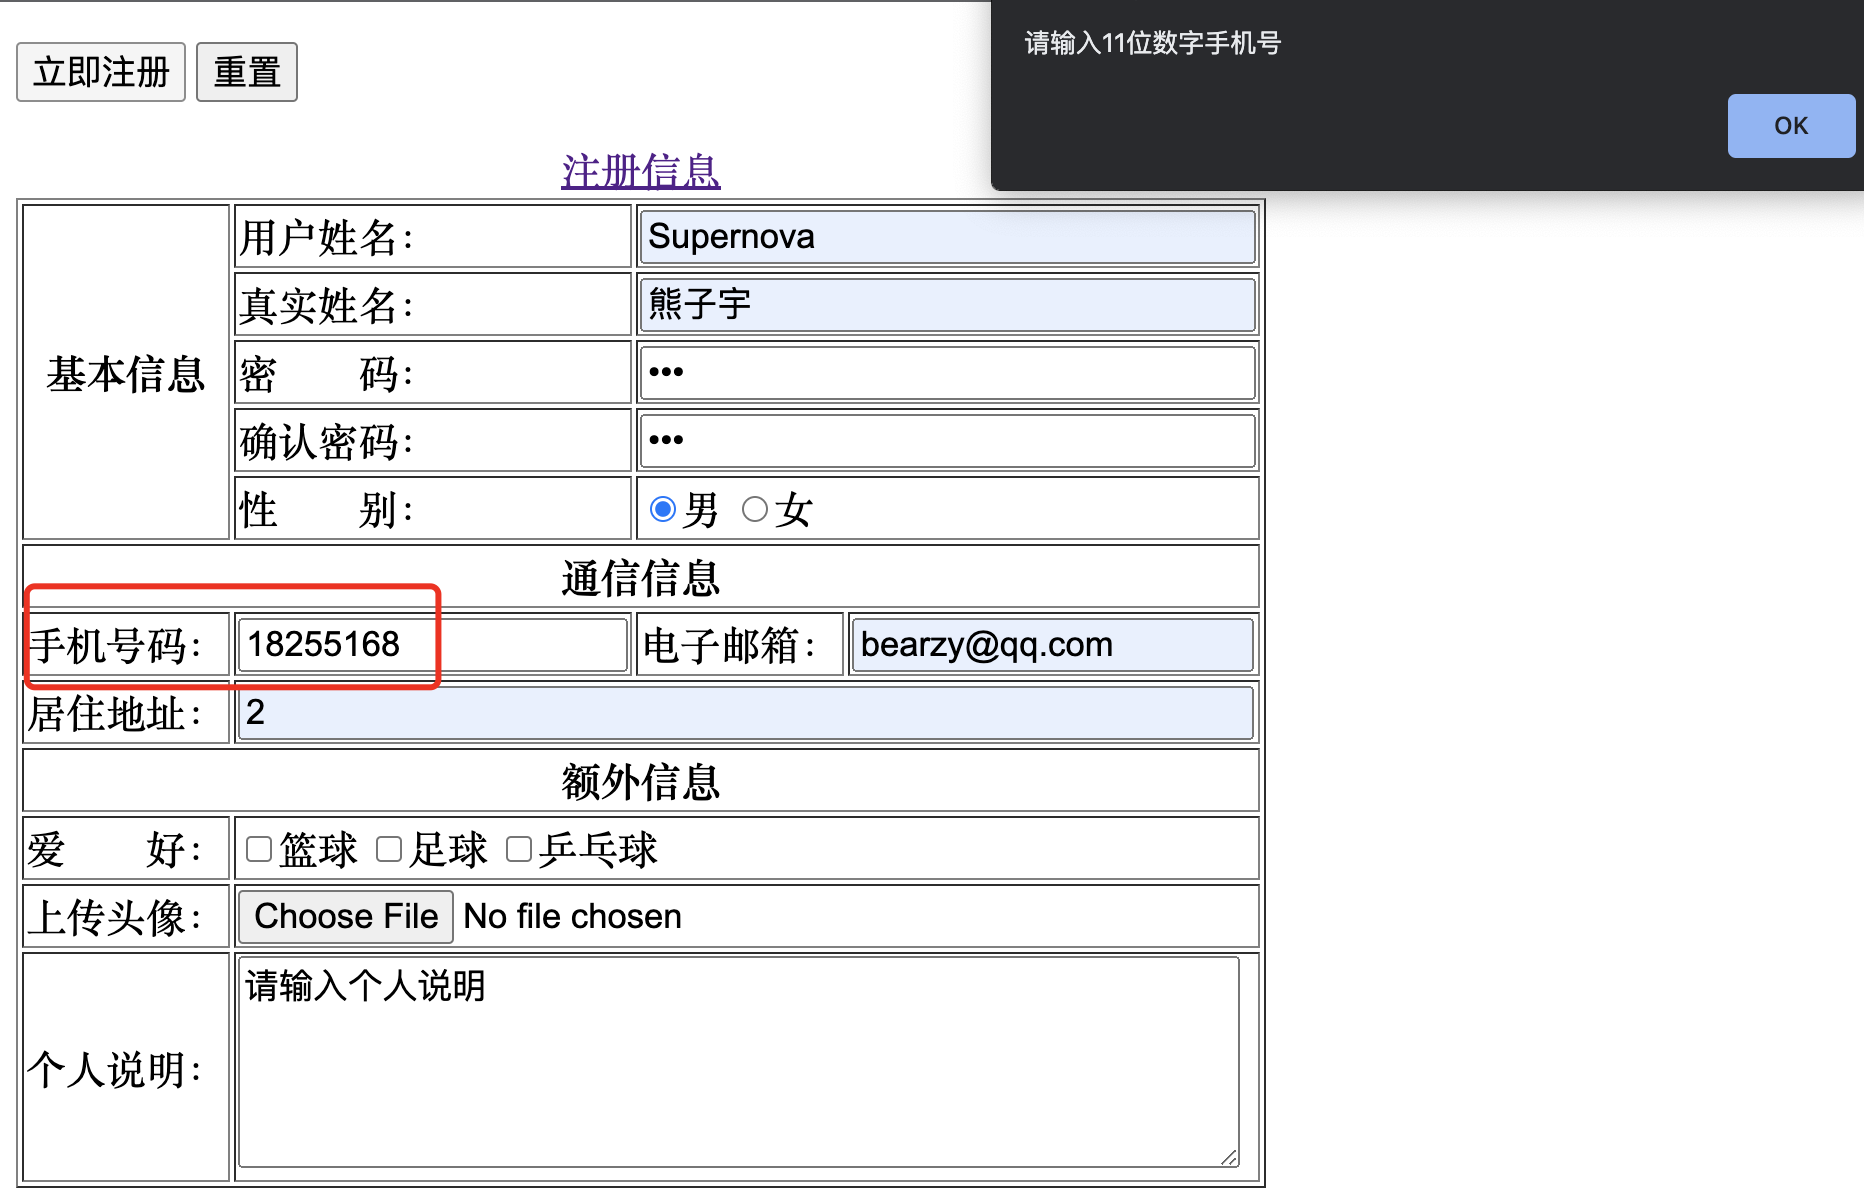 请输入11位数字手机号
OK
立即注册 重置
注册信息
基本信息
用户姓名： Supernova
真实姓名： 熊子宇
密　　码： •••
确认密码： •••
性　　别： 男 女
通信信息
手机号码： 18255168 电子邮箱： bearzy@qq.com
居住地址： 2
额外信息
爱　　好： 篮球 足球 乒乓球
上传头像： Choose File No file chosen
个人说明： 请输入个人说明